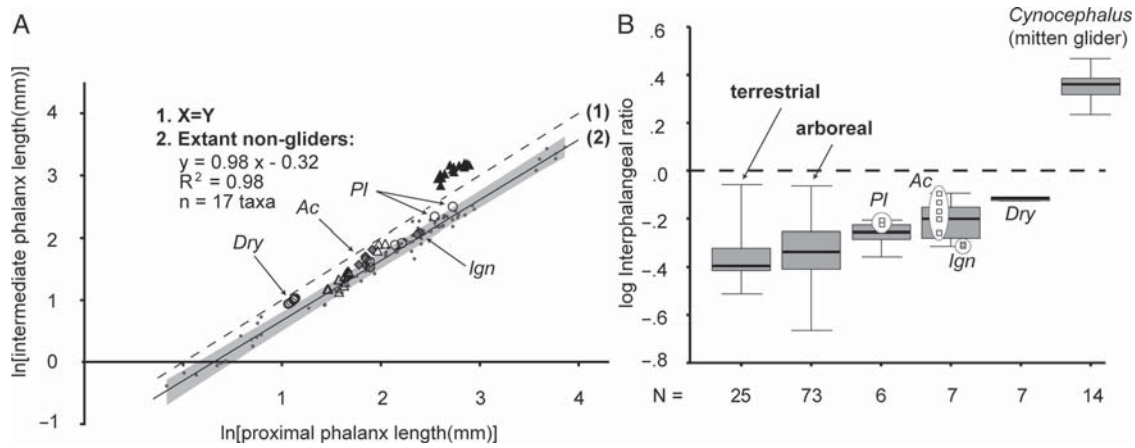 A
ln[intermediate phalanx length(mm)]
4
3
2
1
0
−1
1. X=Y
2. Extant non-gliders:
y = 0.98 x - 0.32
R² = 0.98
n = 17 taxa
(1)
(2)
Pl
Ac
Dry
Ign
1 2 3 4
ln[proximal phalanx length(mm)]
B
Cynocephalus
(mitten glider)
log Interphalangeal ratio
.6
.4
.2
.0
-.2
-.4
-.6
-.8
terrestrial
arboreal
Pl
Ac
Ign
Dry
N = 25 73 6 7 7 14